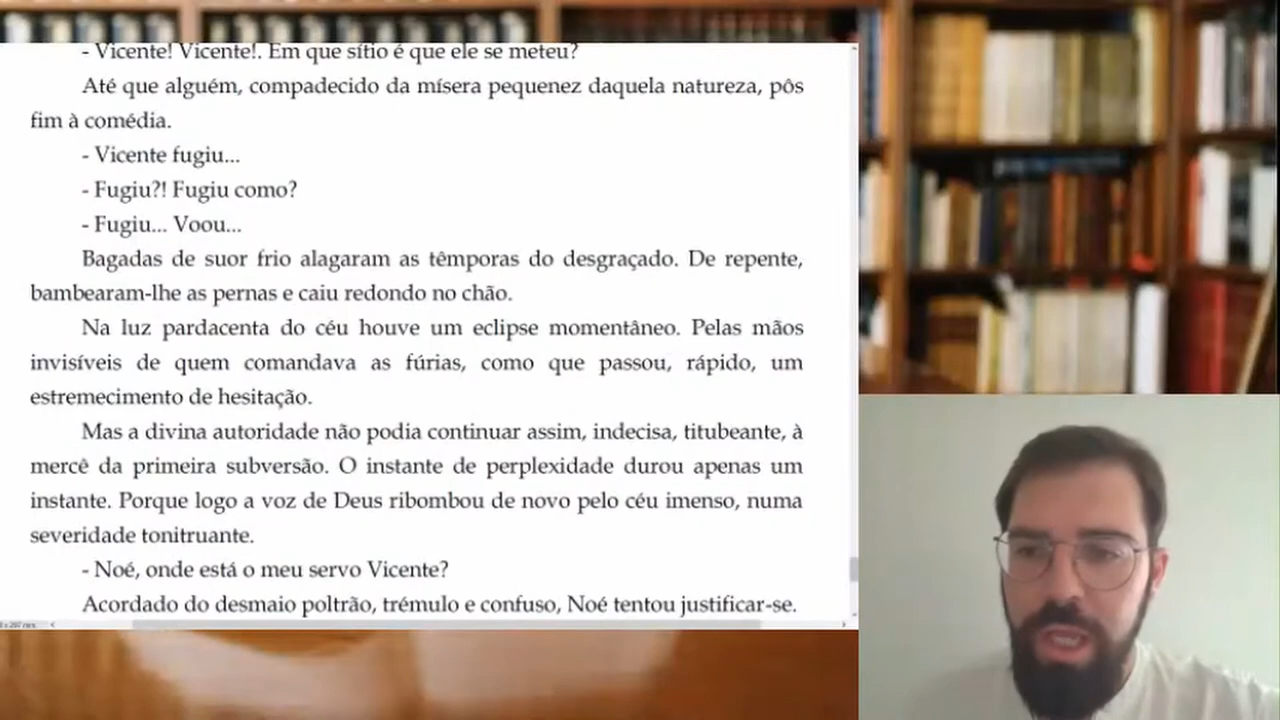 - Vicente! Vicente!. Em que sítio é que ele se meteu?
Até que alguém, compadecido da mísera pequenez daquela natureza, pôs
fim à comédia.
- Vicente fugiu...
- Fugiu?! Fugiu como?
- Fugiu... Voou...
Bagadas de suor frio alagaram as têmporas do desgraçado. De repente,
bambearam-lhe as pernas e caiu redondo no chão.
Na luz pardacenta do céu houve um eclipse momentâneo. Pelas mãos
invisíveis de quem comandava as fúrias, como que passou, rápido, um
estremecimento de hesitação.
Mas a divina autoridade não podia continuar assim, indecisa, titubeante, à
mercê da primeira subversão. O instante de perplexidade durou apenas um
instante. Porque logo a voz de Deus ribombou de novo pelo céu imenso, numa
severidade tonitruante.
- Noé, onde está o meu servo Vicente?
Acordado do desmaio poltrão, trémulo e confuso, Noé tentou justificar-se.